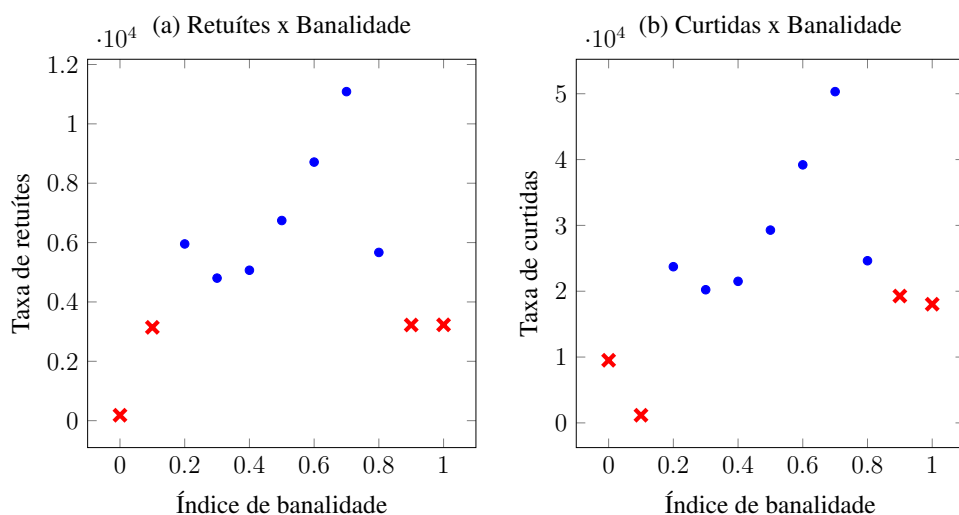 (a) Retuítes x Banalidade
·10⁴
1.2
1
0.8
0.6
0.4
0.2
0
Taxa de retuítes
0 0.2 0.4 0.6 0.8 1
Índice de banalidade
(b) Curtidas x Banalidade
·10⁴
5
4
3
2
1
0
Taxa de curtidas
0 0.2 0.4 0.6 0.8 1
Índice de banalidade